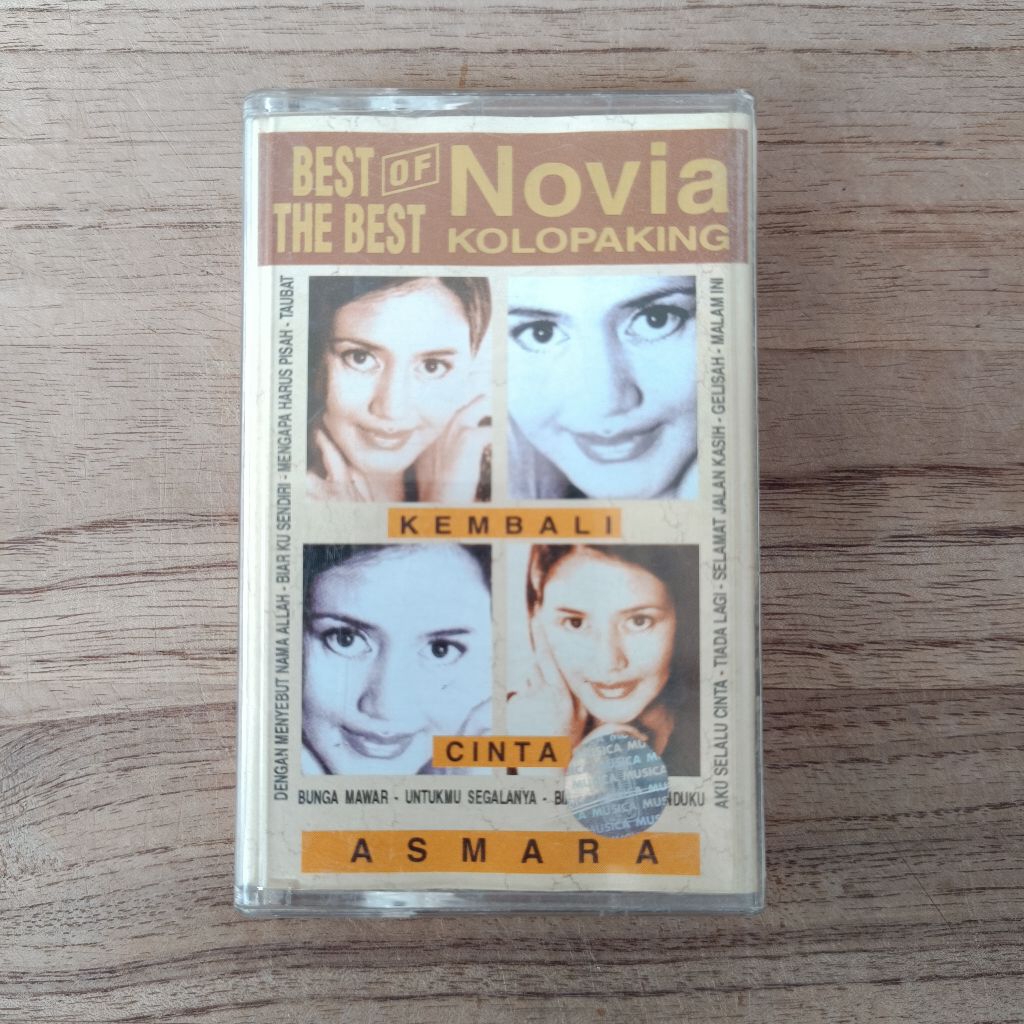 BEST OF
THE BEST
Novia
KOLOPAKING
DENGAN MENYEBUT NAMA ALLAH - BIAR KU SENDIRI - MENGAPA HARUS PISAH - TAUBAT
KEMBALI
CINTA
AKU SELALU CINTA - TIADA LAGI - SELAMAT JALAN KASIH - GELISAH - MALAM INI
BUNGA MAWAR - UNTUKMU SEGALANYA -
MUSICA
ASMARA